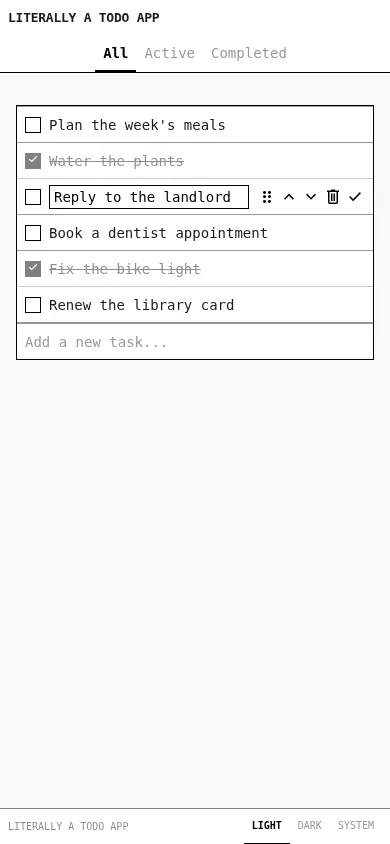 LITERALLY A TODO APP
All Active Completed
Plan the week's meals
Water the plants
Reply to the landlord
Book a dentist appointment
Fix the bike light
Renew the library card
Add a new task...
LITERALLY A TODO APP LIGHT DARK SYSTEM